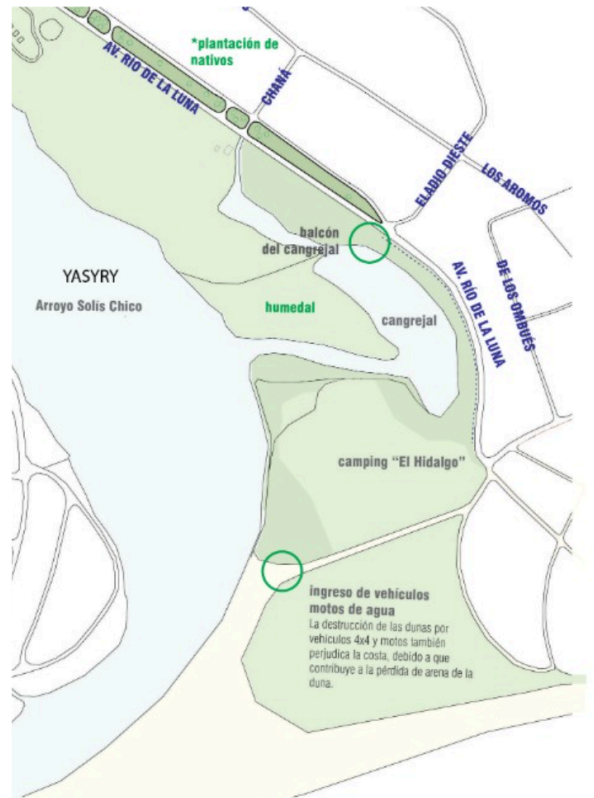 *plantación de
nativos
AV. RÍO DE LA LUNA
CHANÁ
ELADIO DIESTE
LOS AROMOS
balcón
del cangrejal
DE LOS OMBUÉS
AV. RÍO DE LA LUNA
YASYRY
Arroyo Solís Chico
humedal
cangrejal
camping “El Hidalgo”
ingreso de vehículos
motos de agua
La destrucción de las dunas por
vehículos 4x4 y motos también
perjudica la costa, debido a que
contribuye a la pérdida de arena de la
duna.